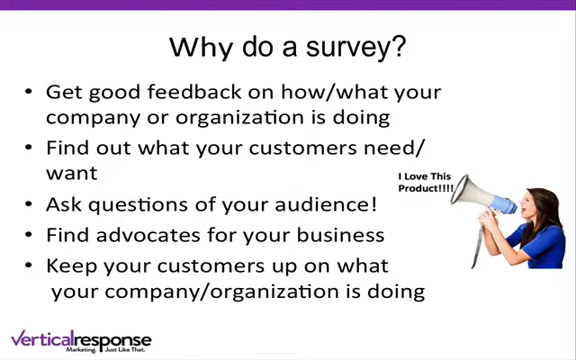 Why do a survey?
• Get good feedback on how/what your
company or organization is doing
• Find out what your customers need/
want
• Ask questions of your audience!
• Find advocates for your business
• Keep your customers up on what
your company/organization is doing
I Love This
Product!!!!
verticalresponse
Marketing. Just Like That.